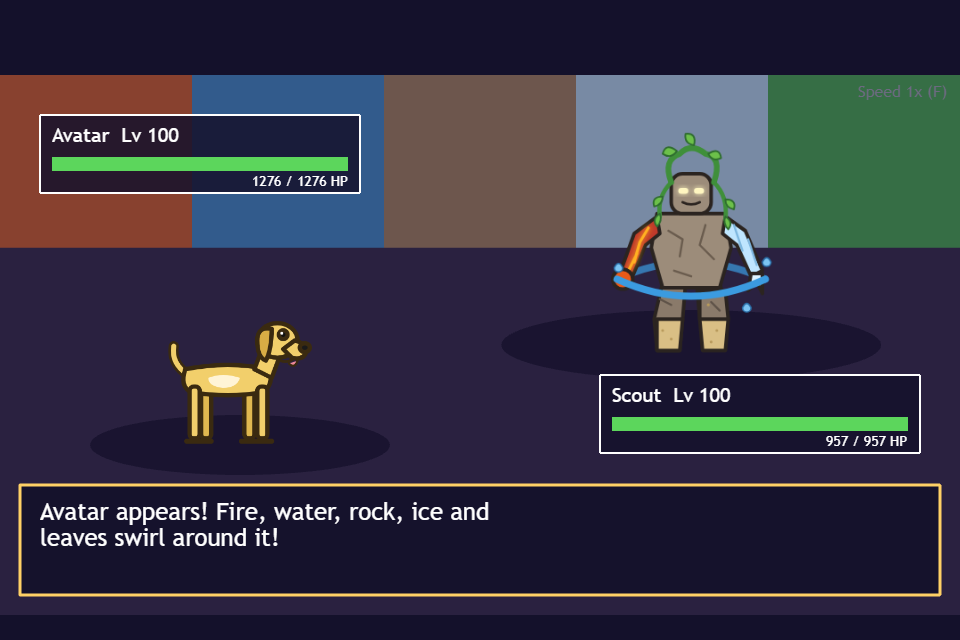 Speed 1x (F)
Avatar Lv 100
1276 / 1276 HP
Scout Lv 100
957 / 957 HP
Avatar appears! Fire, water, rock, ice and
leaves swirl around it!